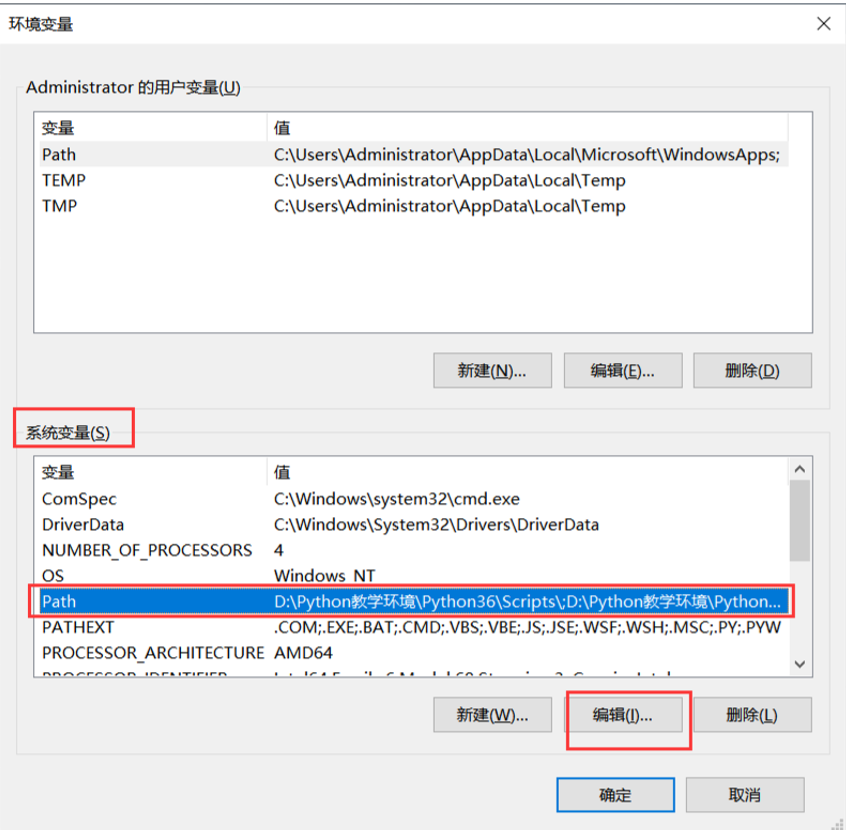 环境变量
Administrator 的用户变量(U)
变量 值
Path C:\Users\Administrator\AppData\Local\Microsoft\WindowsApps;
TEMP C:\Users\Administrator\AppData\Local\Temp
TMP C:\Users\Administrator\AppData\Local\Temp
新建(N)... 编辑(E)... 删除(D)
系统变量(S)
变量 值
ComSpec C:\Windows\system32\cmd.exe
DriverData C:\Windows\System32\Drivers\DriverData
NUMBER_OF_PROCESSORS 4
OS Windows_NT
Path D:\Python教学环境\Python36\Scripts\;D:\Python教学环境\Python...
PATHEXT .COM;.EXE;.BAT;.CMD;.VBS;.VBE;.JS;.JSE;.WSF;.WSH;.MSC;.PY;.PYW
PROCESSOR_ARCHITECTURE AMD64
新建(W)... 编辑(I)... 删除(L)
确定 取消